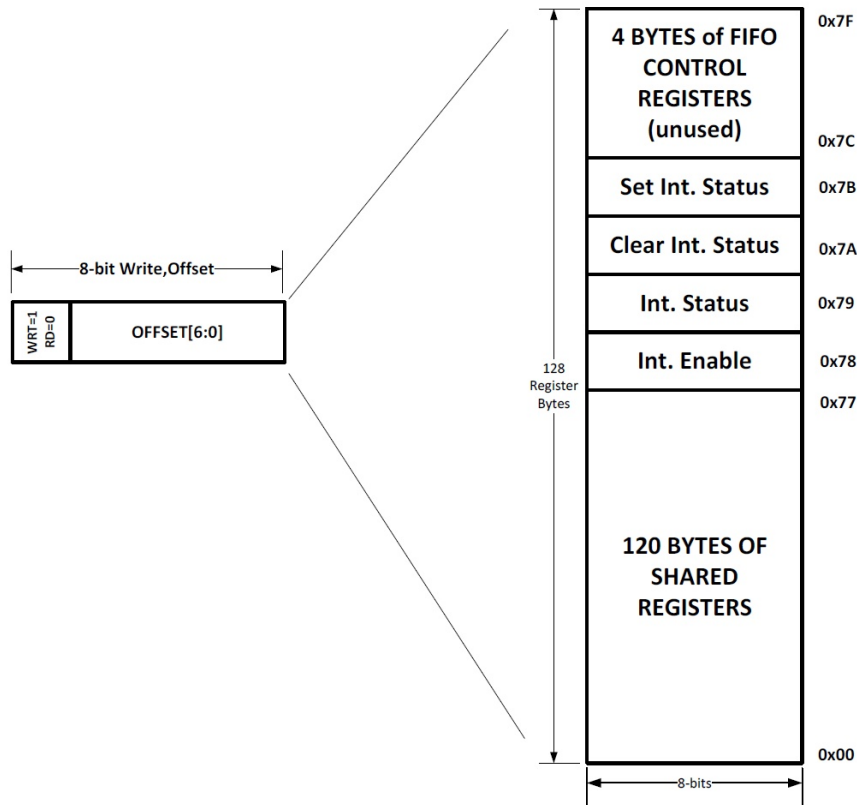 8-bit Write,Offset
WRT=1
RD=0
OFFSET[6:0]
128
Register
Bytes
4 BYTES of FIFO
CONTROL
REGISTERS
(unused)
0x7F
0x7C
Set Int. Status
0x7B
Clear Int. Status
0x7A
Int. Status
0x79
Int. Enable
0x78
0x77
120 BYTES OF
SHARED
REGISTERS
0x00
8-bits